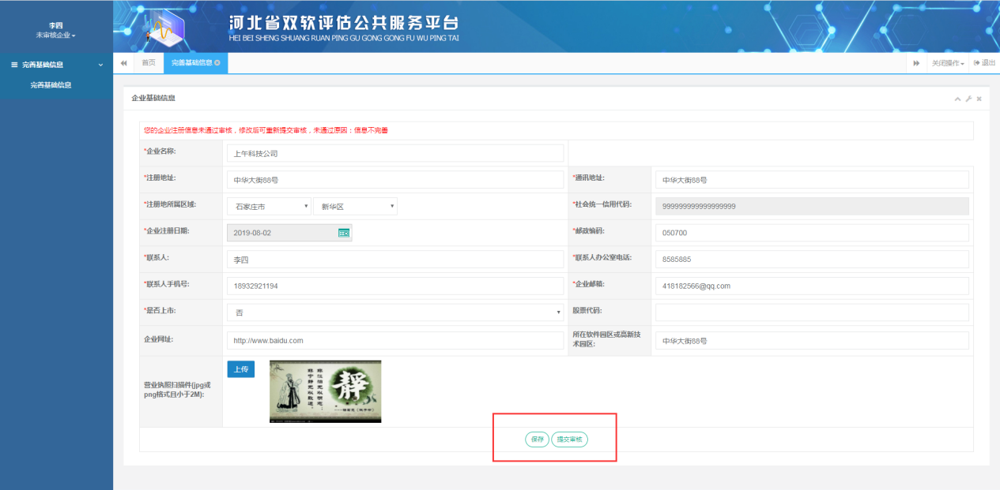 李四
未审核企业
河北省双软评估公共服务平台
HEI BEI SHENG SHUANG RUAN PING GU GONG GONG FU WU PING TAI
完善基础信息
完善基础信息
首页
完善基础信息
关闭操作
退出
企业基础信息
您的企业注册信息未通过审核，修改后可重新提交审核，未通过原因：信息不完善
*企业名称: 上午科技公司
*注册地址: 中华大街88号 *通讯地址: 中华大街88号
*注册地所属区域: 石家庄市 新华区 *社会统一信用代码: 999999999999999999
*企业注册日期: 2019-08-02 *邮政编码: 050700
*联系人: 李四 *联系人办公室电话: 8585885
*联系人手机号: 18932921194 *企业邮箱: 418182566@qq.com
*是否上市: 否 股票代码:
企业网址: http://www.baidu.com 所在软件园区或高新技
术园区: 中华大街88号
营业执照扫描件(jpg或
png格式且小于2M):
上传
靜
保存 提交审核